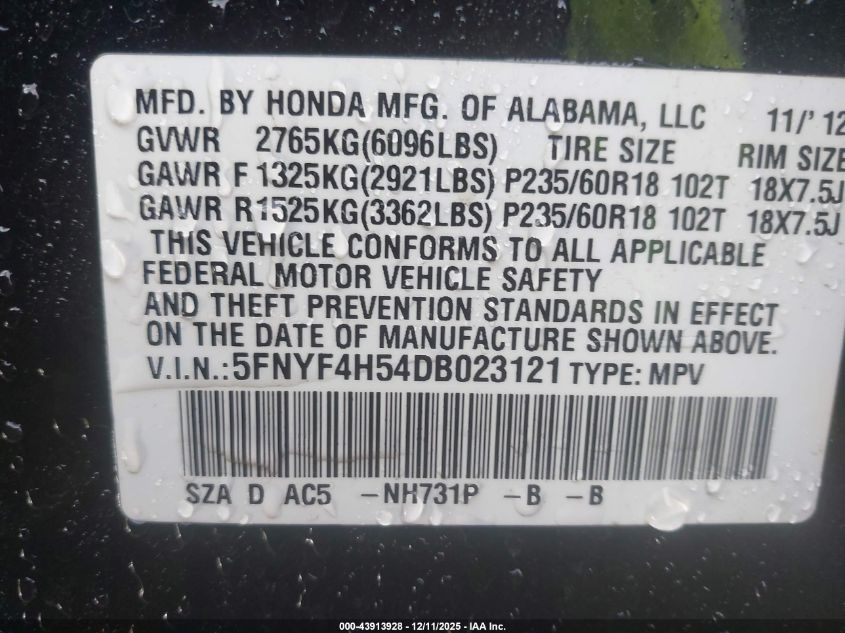 MFD. BY HONDA MFG. OF ALABAMA, LLC 11/'12
GVWR 2765KG(6096LBS) TIRE SIZE RIM SIZE
GAWR F 1325KG(2921LBS) P235/60R18 102T 18X7.5J
GAWR R1525KG(3362LBS) P235/60R18 102T 18X7.5J
THIS VEHICLE CONFORMS TO ALL APPLICABLE
FEDERAL MOTOR VEHICLE SAFETY
AND THEFT PREVENTION STANDARDS IN EFFECT
ON THE DATE OF MANUFACTURE SHOWN ABOVE.
V.I.N.:5FNYF4H54DB023121 TYPE: MPV
SZA D AC5 -NH731P -B -B
000-43913928 - 12/11/2025 - IAA Inc.